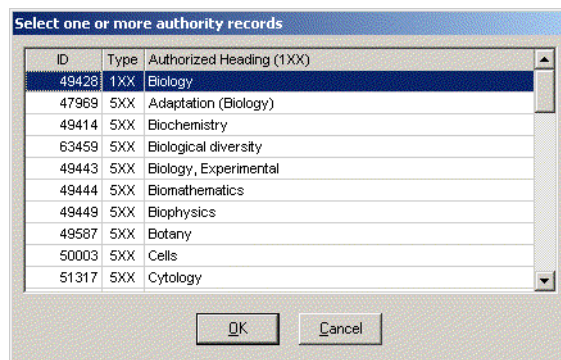 Select one or more authority records
ID Type Authorized Heading (1XX)
49428 1XX Biology
47969 5XX Adaptation (Biology)
49414 5XX Biochemistry
63459 5XX Biological diversity
49443 5XX Biology, Experimental
49444 5XX Biomathematics
49449 5XX Biophysics
49587 5XX Botany
50003 5XX Cells
51317 5XX Cytology
OK Cancel